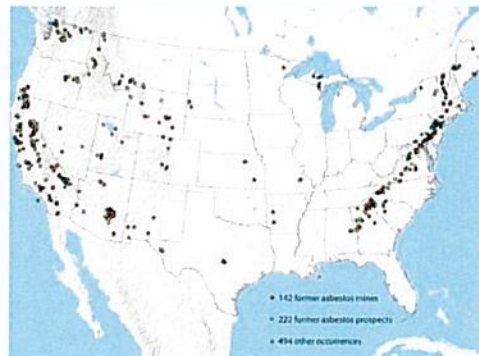 142 former asbestos mines
222 former asbestos prospects
494 other occurrences